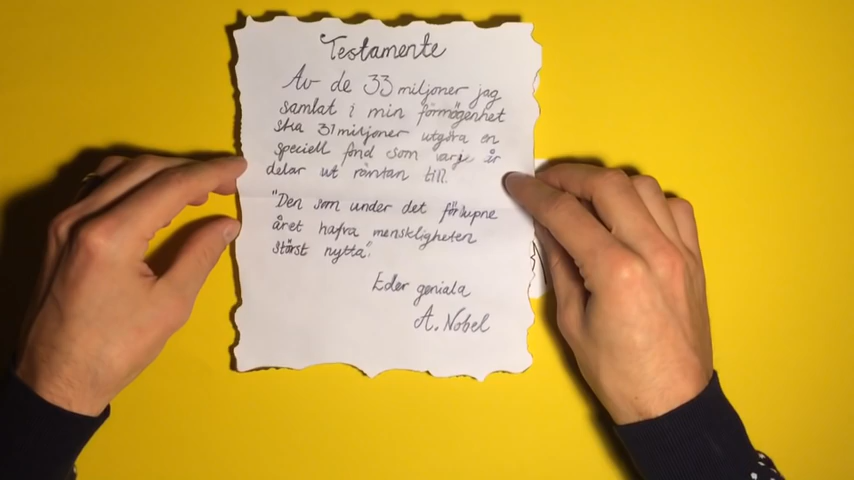 Testamente
Av de 33 miljoner jag
samlat i min förmögenhet
ska 31 miljoner utgöra en
speciell fond som varje år
delar ut räntan till.
"Den som under det förlupne
året hafva menskligheten
störst nytta".
Eder geniala
A. Nobel